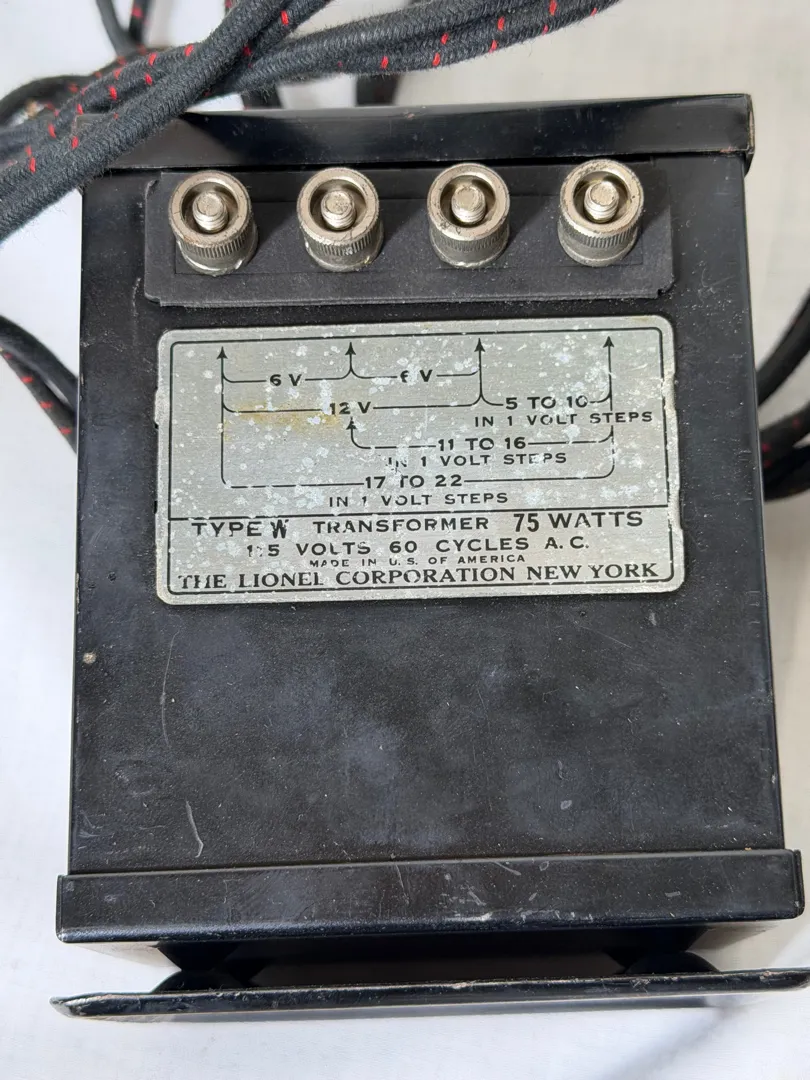 6 V 6 V
12 V 5 TO 10
IN 1 VOLT STEPS
11 TO 16
IN 1 VOLT STEPS
17 TO 22
IN 1 VOLT STEPS
TYPE W TRANSFORMER 75 WATTS
115 VOLTS 60 CYCLES A.C.
MADE IN U.S. OF AMERICA
THE LIONEL CORPORATION NEW YORK